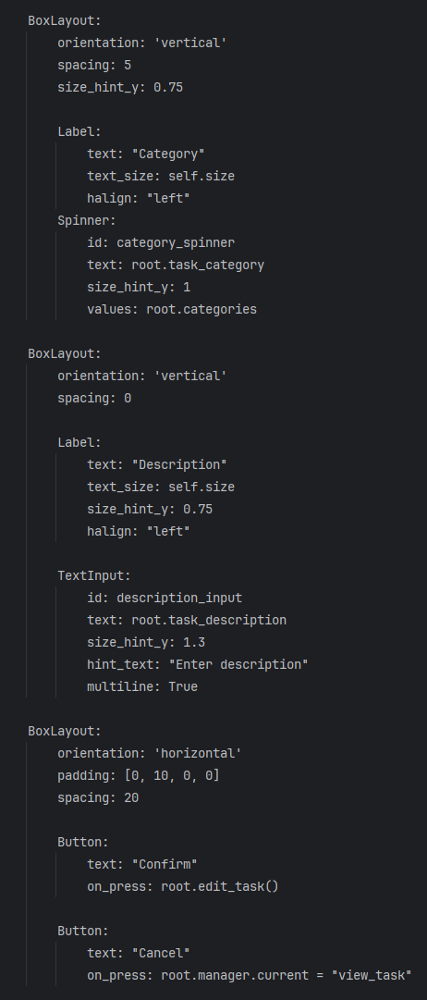 BoxLayout:
    orientation: 'vertical'
    spacing: 5
    size_hint_y: 0.75

    Label:
        text: "Category"
        text_size: self.size
        halign: "left"
    Spinner:
        id: category_spinner
        text: root.task_category
        size_hint_y: 1
        values: root.categories

BoxLayout:
    orientation: 'vertical'
    spacing: 0

    Label:
        text: "Description"
        text_size: self.size
        size_hint_y: 0.75
        halign: "left"

    TextInput:
        id: description_input
        text: root.task_description
        size_hint_y: 1.3
        hint_text: "Enter description"
        multiline: True

BoxLayout:
    orientation: 'horizontal'
    padding: [0, 10, 0, 0]
    spacing: 20

    Button:
        text: "Confirm"
        on_press: root.edit_task()

    Button:
        text: "Cancel"
        on_press: root.manager.current = "view_task"